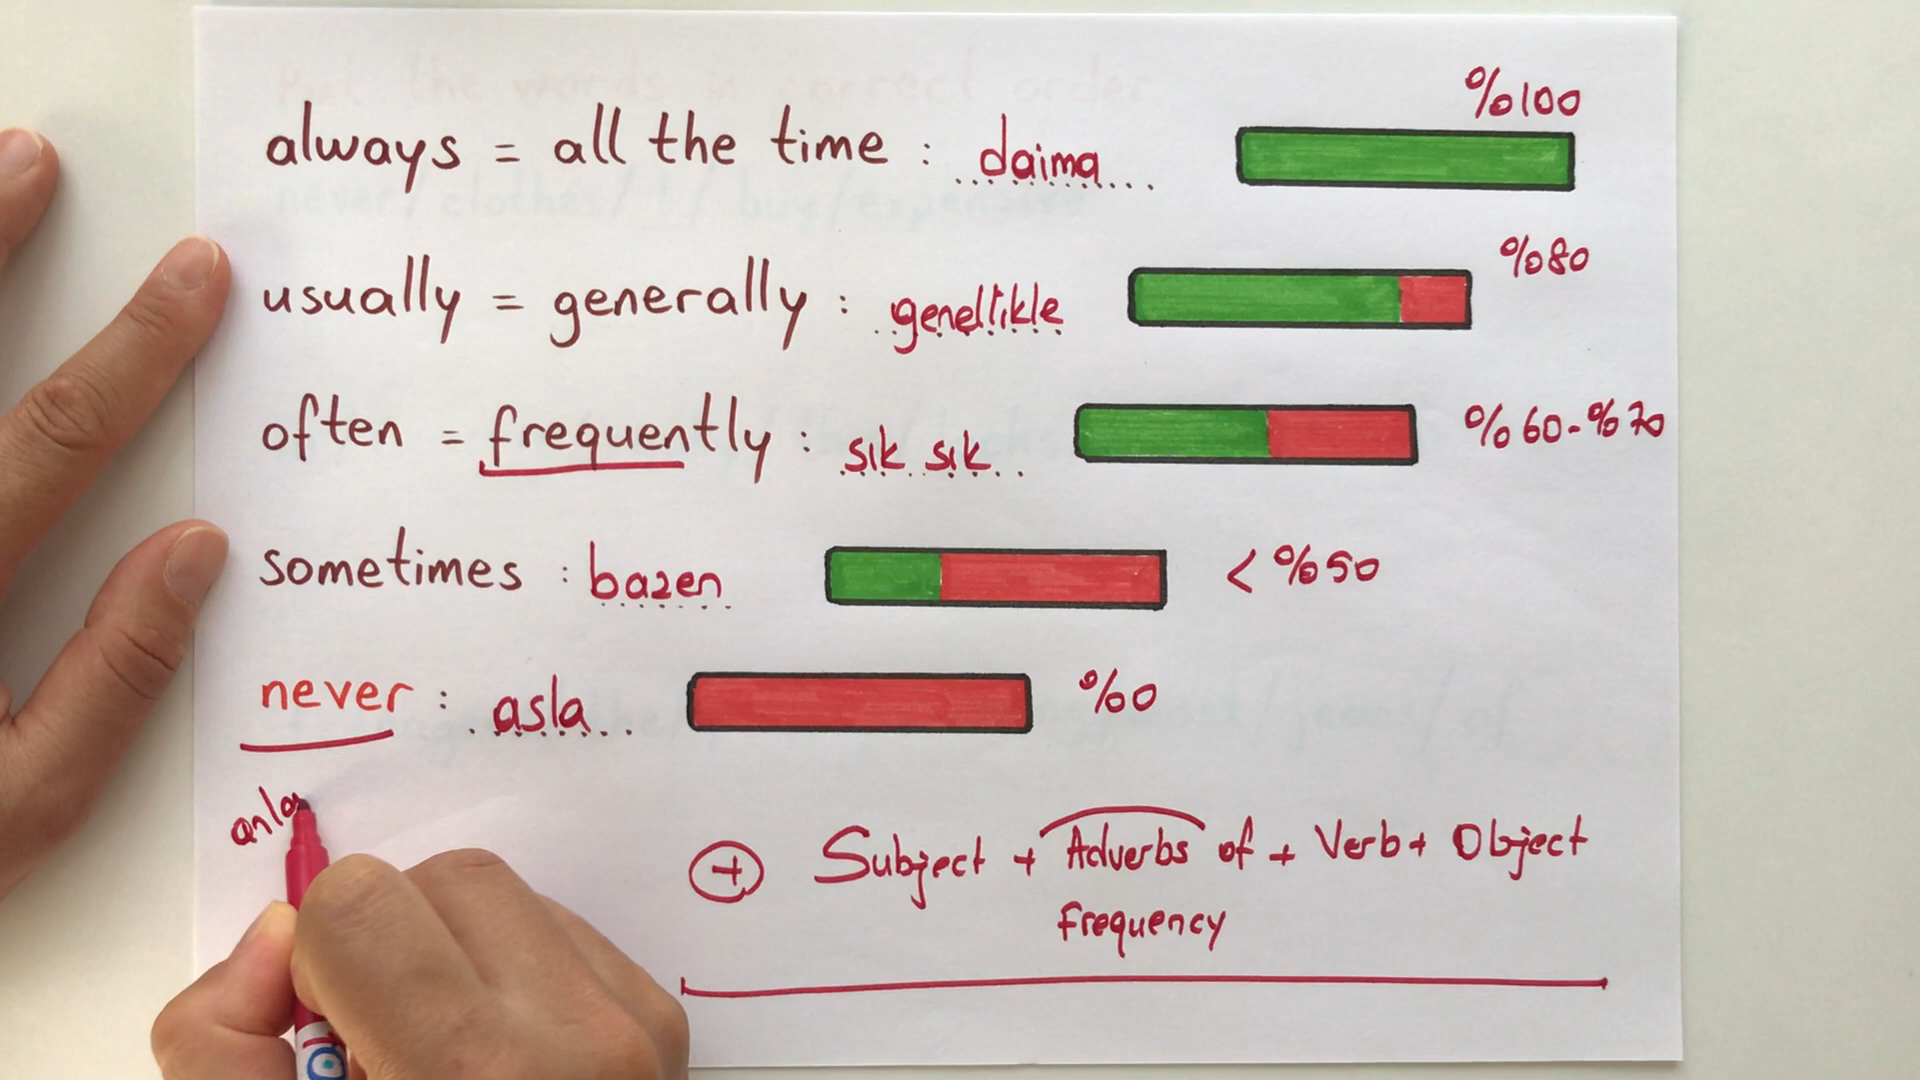 always = all the time : daima %100
usually = generally : genellikle %80
often = frequently : sık sık %60-%70
sometimes : bazen < %50
never : asla %0
anla
+ Subject + Adverbs of + Verb + Object
frequency